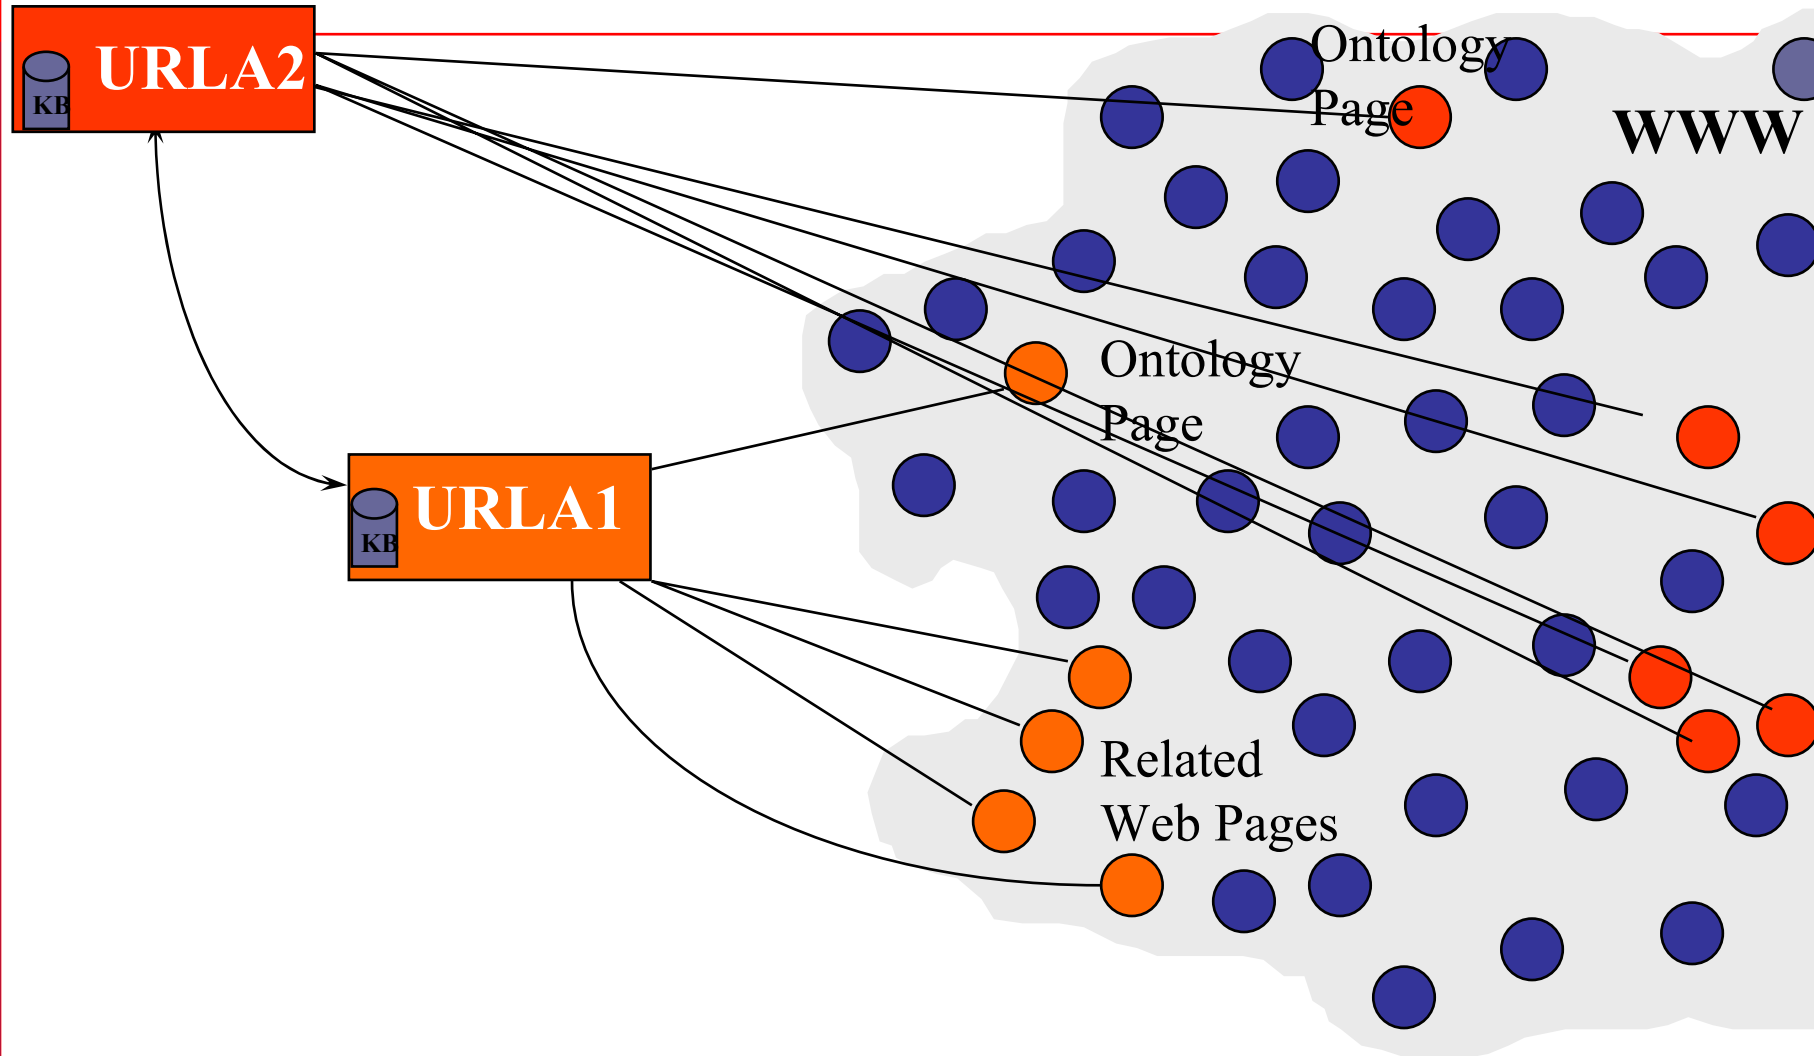 URLA2
KB
Ontology
Page
WWW
Ontology
Page
URLA1
KB
Related
Web Pages